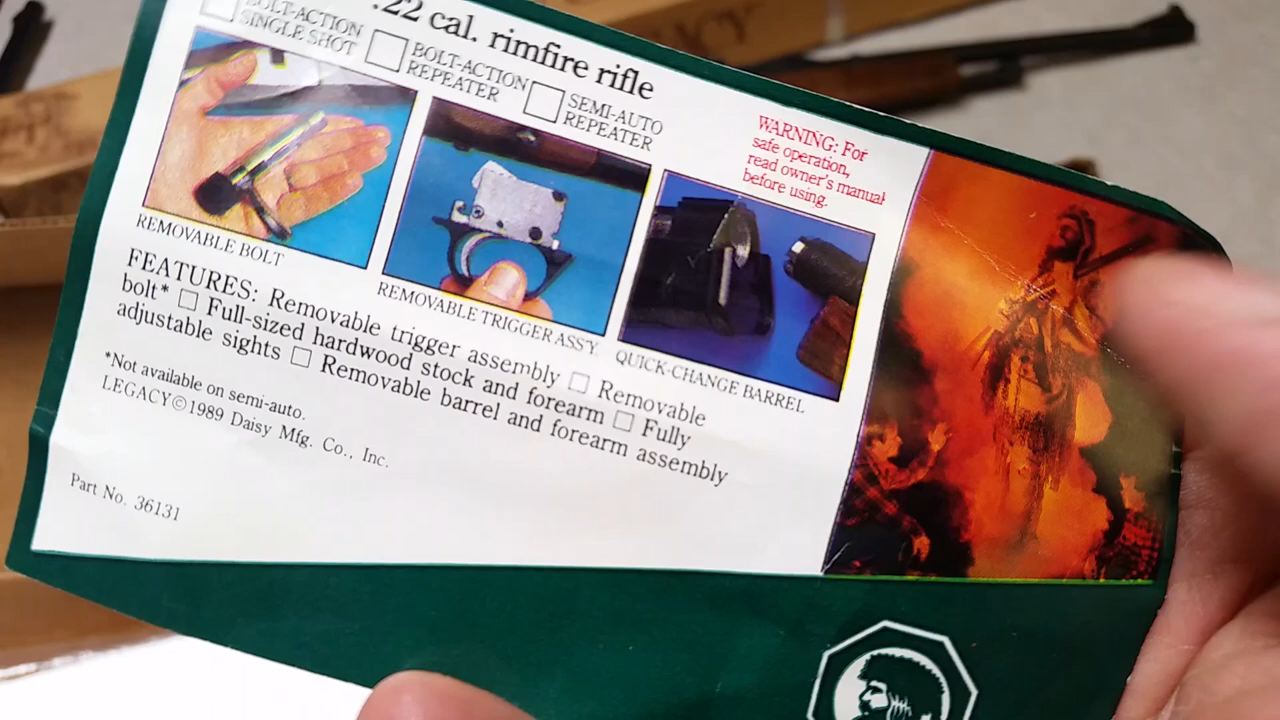 .22 cal. rimfire rifle
BOLT-ACTION
SINGLE SHOT
BOLT-ACTION
REPEATER
SEMI-AUTO
REPEATER
WARNING: For
safe operation,
read owner's manual
before using.
REMOVABLE BOLT
REMOVABLE TRIGGER ASS'Y.
QUICK-CHANGE BARREL
FEATURES: Removable trigger assembly □ Removable
bolt* □ Full-sized hardwood stock and forearm □ Fully
adjustable sights □ Removable barrel and forearm assembly
*Not available on semi-auto.
LEGACY©1989 Daisy Mfg. Co., Inc.
Part No. 36131